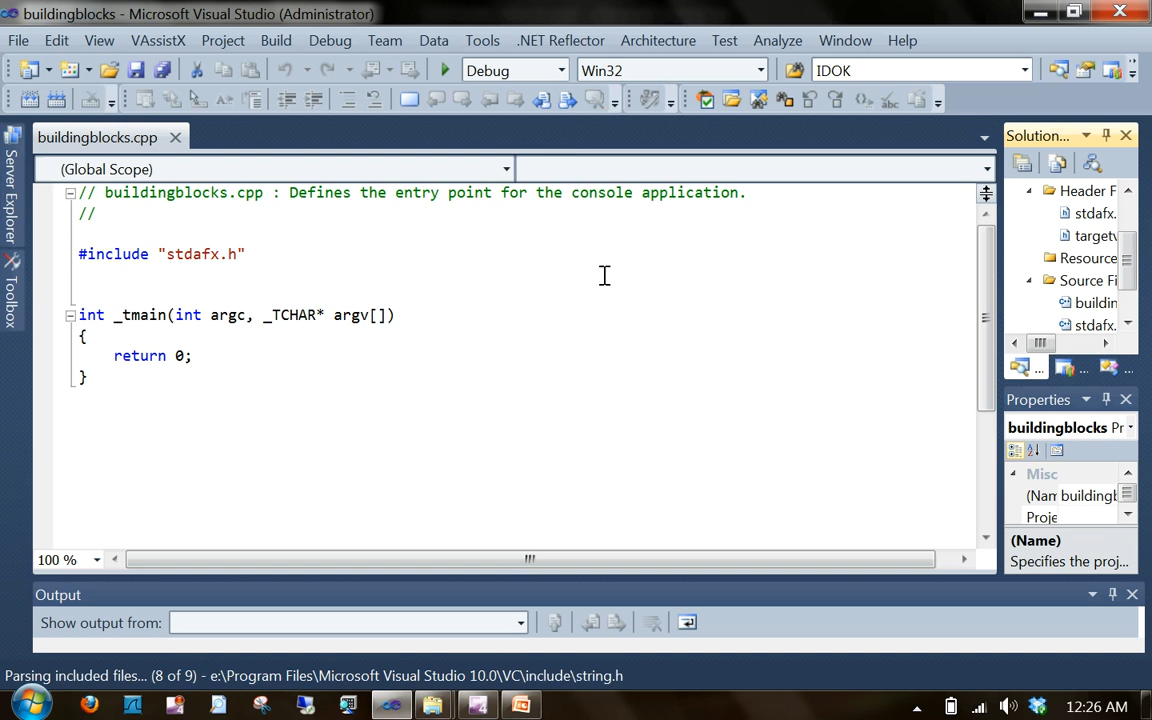 buildingblocks - Microsoft Visual Studio (Administrator)
File Edit View VAssistX Project Build Debug Team Data Tools .NET Reflector Architecture Test Analyze Window Help
Debug Win32 IDOK
buildingblocks.cpp Solution...
Server Explorer
Toolbox
(Global Scope)
// buildingblocks.cpp : Defines the entry point for the console application.
//
#include "stdafx.h"
int _tmain(int argc, _TCHAR* argv[])
{
return 0;
}
Header F
stdafx.
targetv
Resource
Source Fi
buildin
stdafx.
... ... ...
Properties
buildingblocks Pr
Misc
(Nam buildingb
Proje
(Name)
Specifies the proj...
100 %
Output
Show output from:
Parsing included files... (8 of 9) - e:\Program Files\Microsoft Visual Studio 10.0\VC\include\string.h
12:26 AM